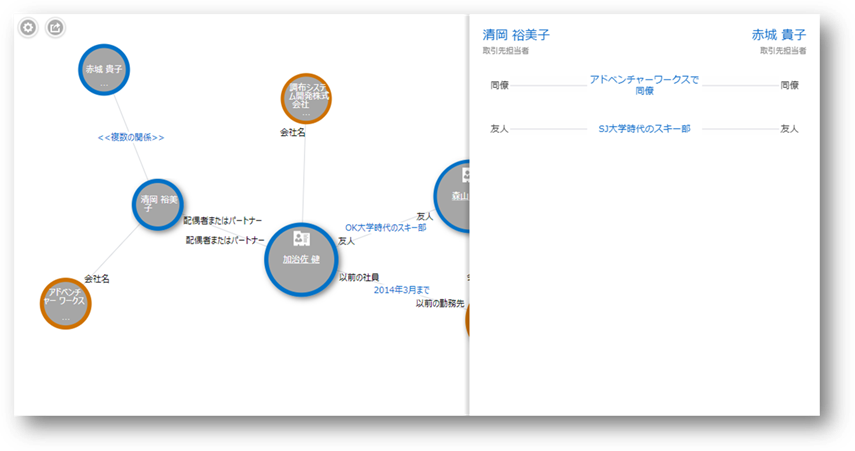 赤城 貴子
...
<<複数の関係>>
清岡 裕美
子
会社名
アドベンチ
ャー ワークス
...
調布システ
ム開発株式
会社
...
会社名
配偶者またはパートナー
配偶者またはパートナー
加治佐 健
友人
OK大学時代のスキー部
友人
森山
以前の社員
2014年3月まで
以前の勤務先
清岡 裕美子
取引先担当者
赤城 貴子
取引先担当者
同僚
アドベンチャーワークスで
同僚
同僚
友人
SJ大学時代のスキー部
友人